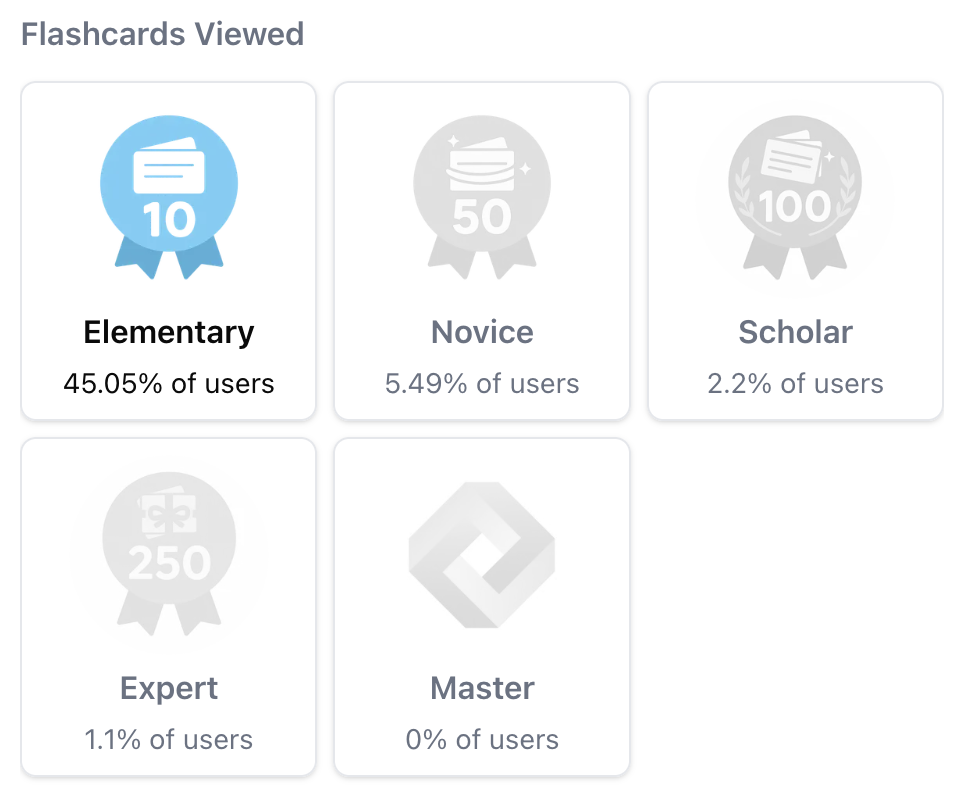 Flashcards Viewed
10
Elementary
45.05% of users
50
Novice
5.49% of users
100
Scholar
2.2% of users
250
Expert
1.1% of users
Master
0% of users